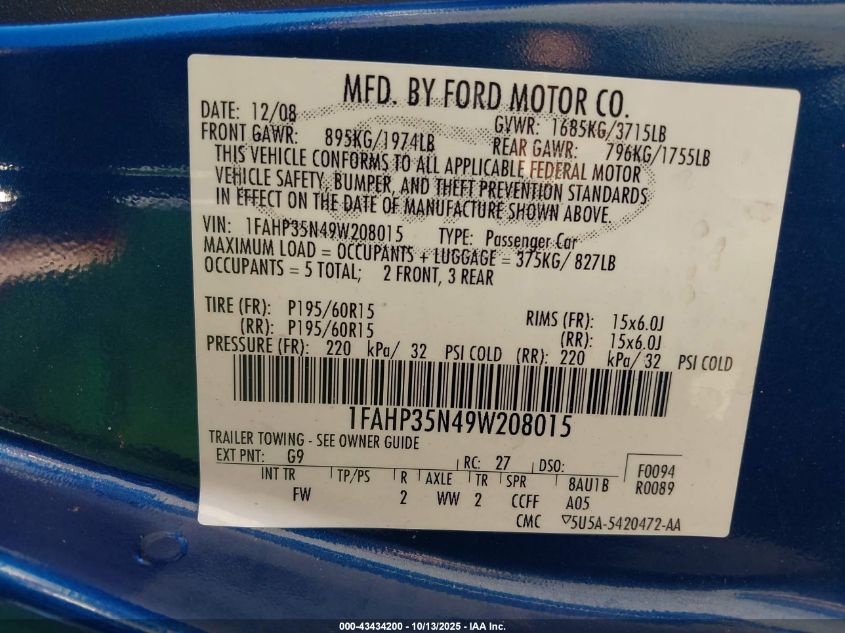 MFD. BY FORD MOTOR CO.
DATE: 12/08 GVWR: 1685KG/3715LB
FRONT GAWR: 895KG/1974LB REAR GAWR: 796KG/1755LB
THIS VEHICLE CONFORMS TO ALL APPLICABLE FEDERAL MOTOR
VEHICLE SAFETY, BUMPER, AND THEFT PREVENTION STANDARDS
IN EFFECT ON THE DATE OF MANUFACTURE SHOWN ABOVE.
VIN: 1FAHP35N49W208015 TYPE: Passenger Car
MAXIMUM LOAD = OCCUPANTS + LUGGAGE = 375KG/ 827LB
OCCUPANTS = 5 TOTAL; 2 FRONT, 3 REAR
TIRE (FR): P195/60R15 RIMS (FR): 15x6.0J
(RR): P195/60R15 (RR): 15x6.0J
PRESSURE (FR): 220 kPa/ 32 PSI COLD (RR): 220 kPa/ 32 PSI COLD
1FAHP35N49W208015
TRAILER TOWING - SEE OWNER GUIDE
EXT PNT: G9 RC: 27 DSO: F0094
INT TR TP/PS R AXLE TR SPR 8AU1B R0089
FW 2 WW 2 CCFF A05
CMC 5U5A-5420472-AA
000-43434200 - 10/13/2025 - IAA Inc.